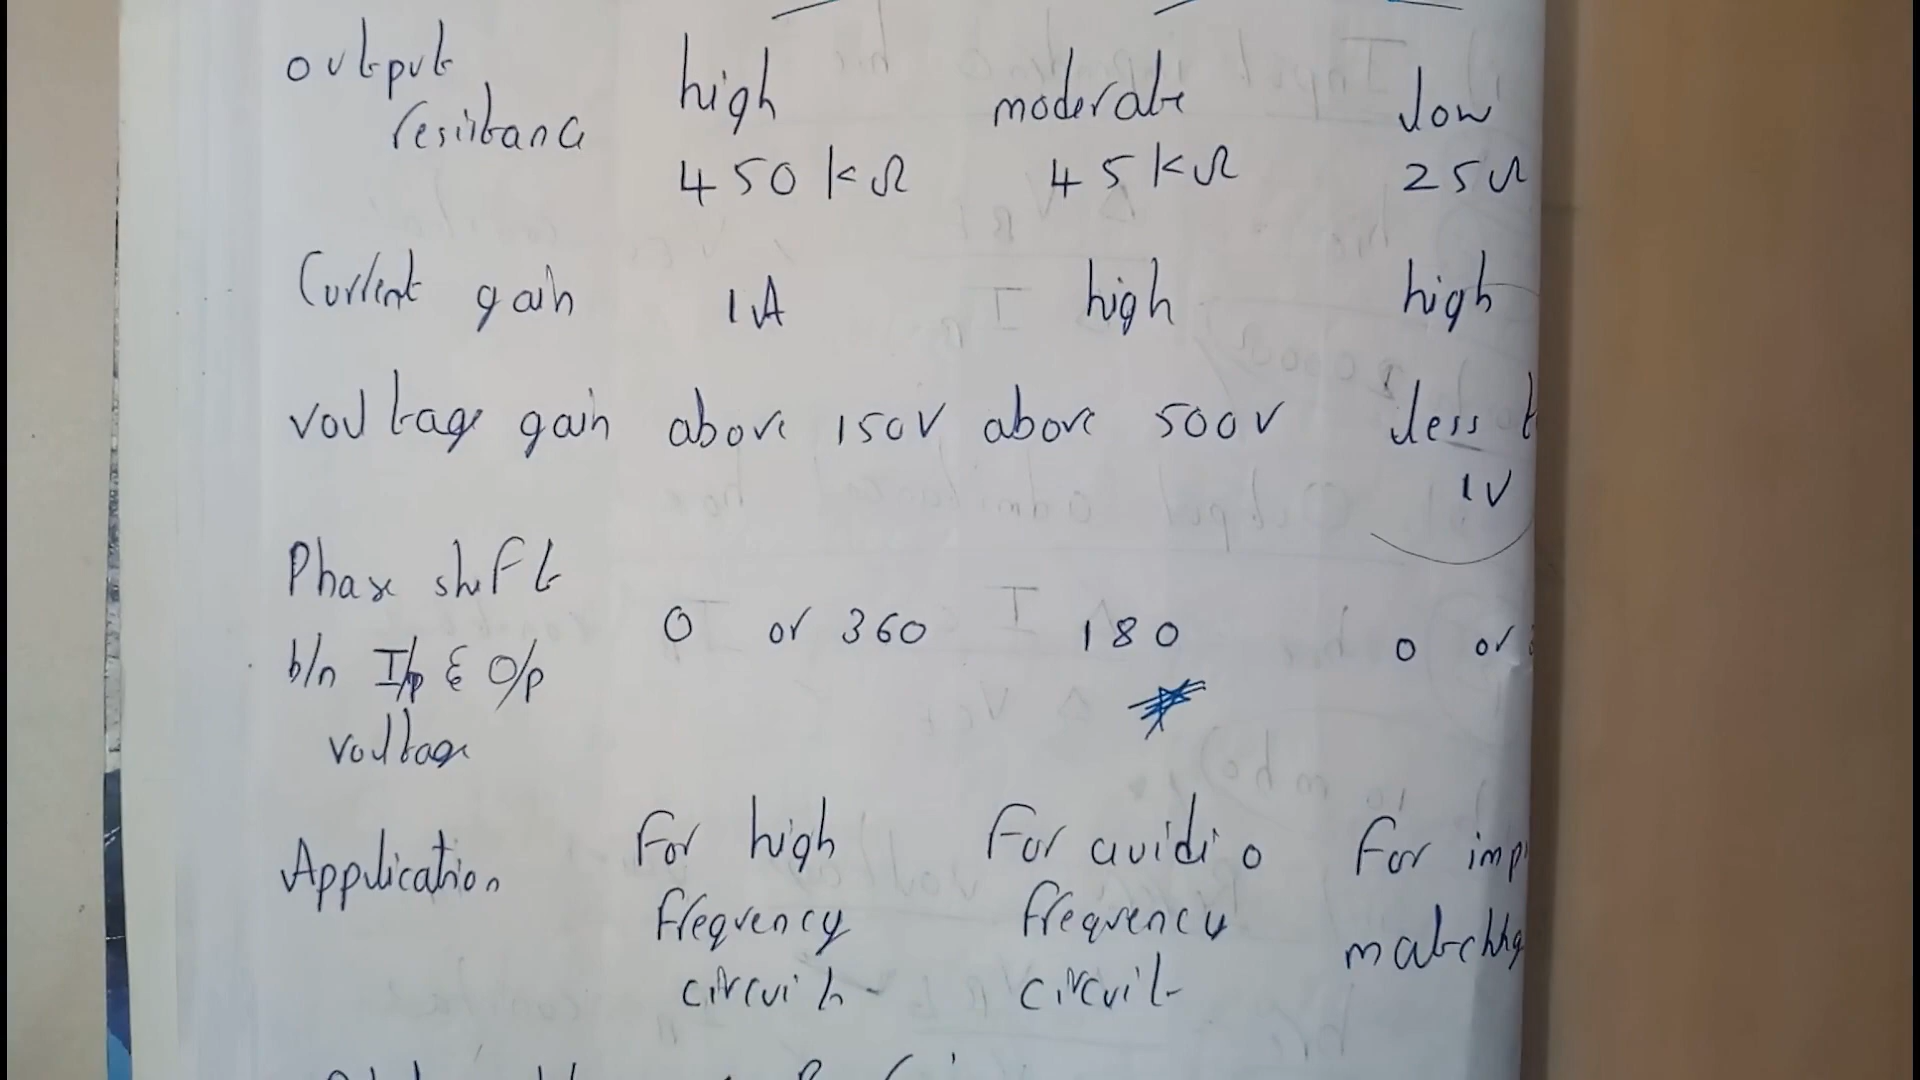 output high moderate low
resistance 450 kΩ 45 kΩ 25Ω
Current gain 1A high high
voltage gain above 150V above 500V less
1V
Phase shift
b/n I/p & O/p 0 or 360 180 0 or
voltage
Application For high For auidio For imp
frequency frequency matching
circuit circuit